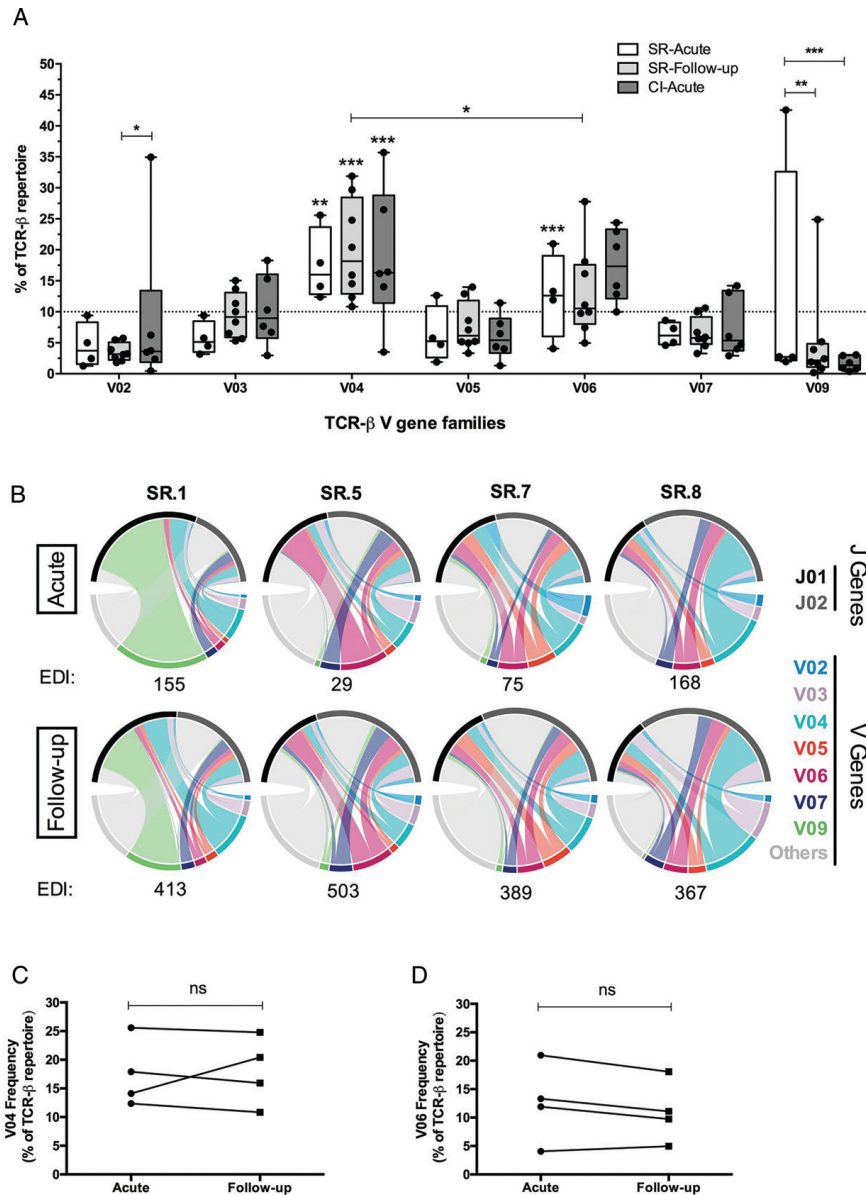 A
SR-Acute
SR-Follow-up
CI-Acute
% of TCR-β repertoire
50
45
40
35
30
25
20
15
10
5
0
*
**
***
***
*
***
***
**
V02 V03 V04 V05 V06 V07 V09
TCR-β V gene families
B
SR.1 SR.5 SR.7 SR.8
Acute
EDI: 155 29 75 168
Follow-up
EDI: 413 503 389 367
J Genes
J01
J02
V Genes
V02
V03
V04
V05
V06
V07
V09
Others
C
ns
V04 Frequency
(% of TCR-β repertoire)
30
25
20
15
10
5
0
Acute Follow-up
D
ns
V06 Frequency
(% of TCR-β repertoire)
30
25
20
15
10
5
0
Acute Follow-up